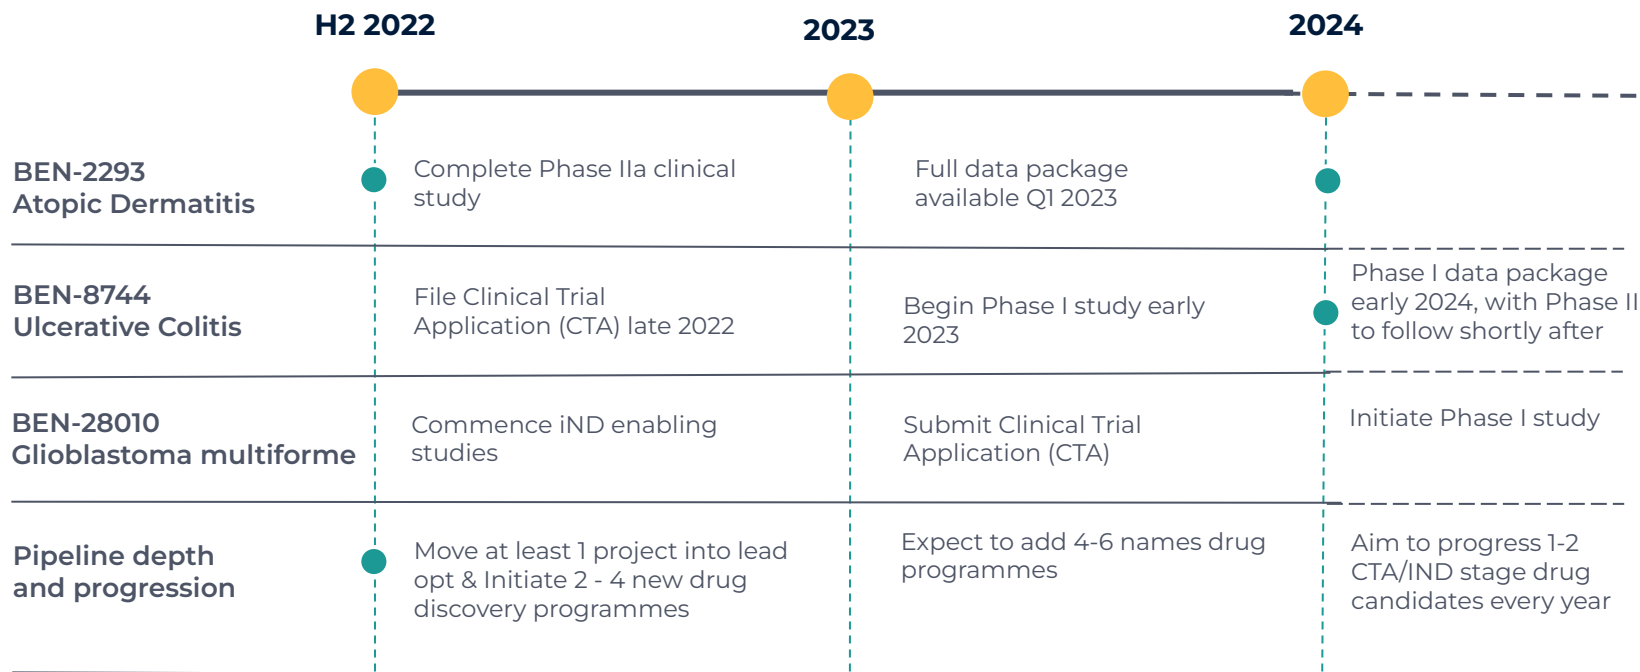 H2 2022
2023
2024
BEN-2293
Atopic Dermatitis
Complete Phase IIa clinical
study
Full data package
available Q1 2023
BEN-8744
Ulcerative Colitis
File Clinical Trial
Application (CTA) late 2022
Begin Phase I study early
2023
Phase I data package
early 2024, with Phase II
to follow shortly after
BEN-28010
Glioblastoma multiforme
Commence iND enabling
studies
Submit Clinical Trial
Application (CTA)
Initiate Phase I study
Pipeline depth
and progression
Move at least 1 project into lead
opt & Initiate 2 - 4 new drug
discovery programmes
Expect to add 4-6 names drug
programmes
Aim to progress 1-2
CTA/IND stage drug
candidates every year